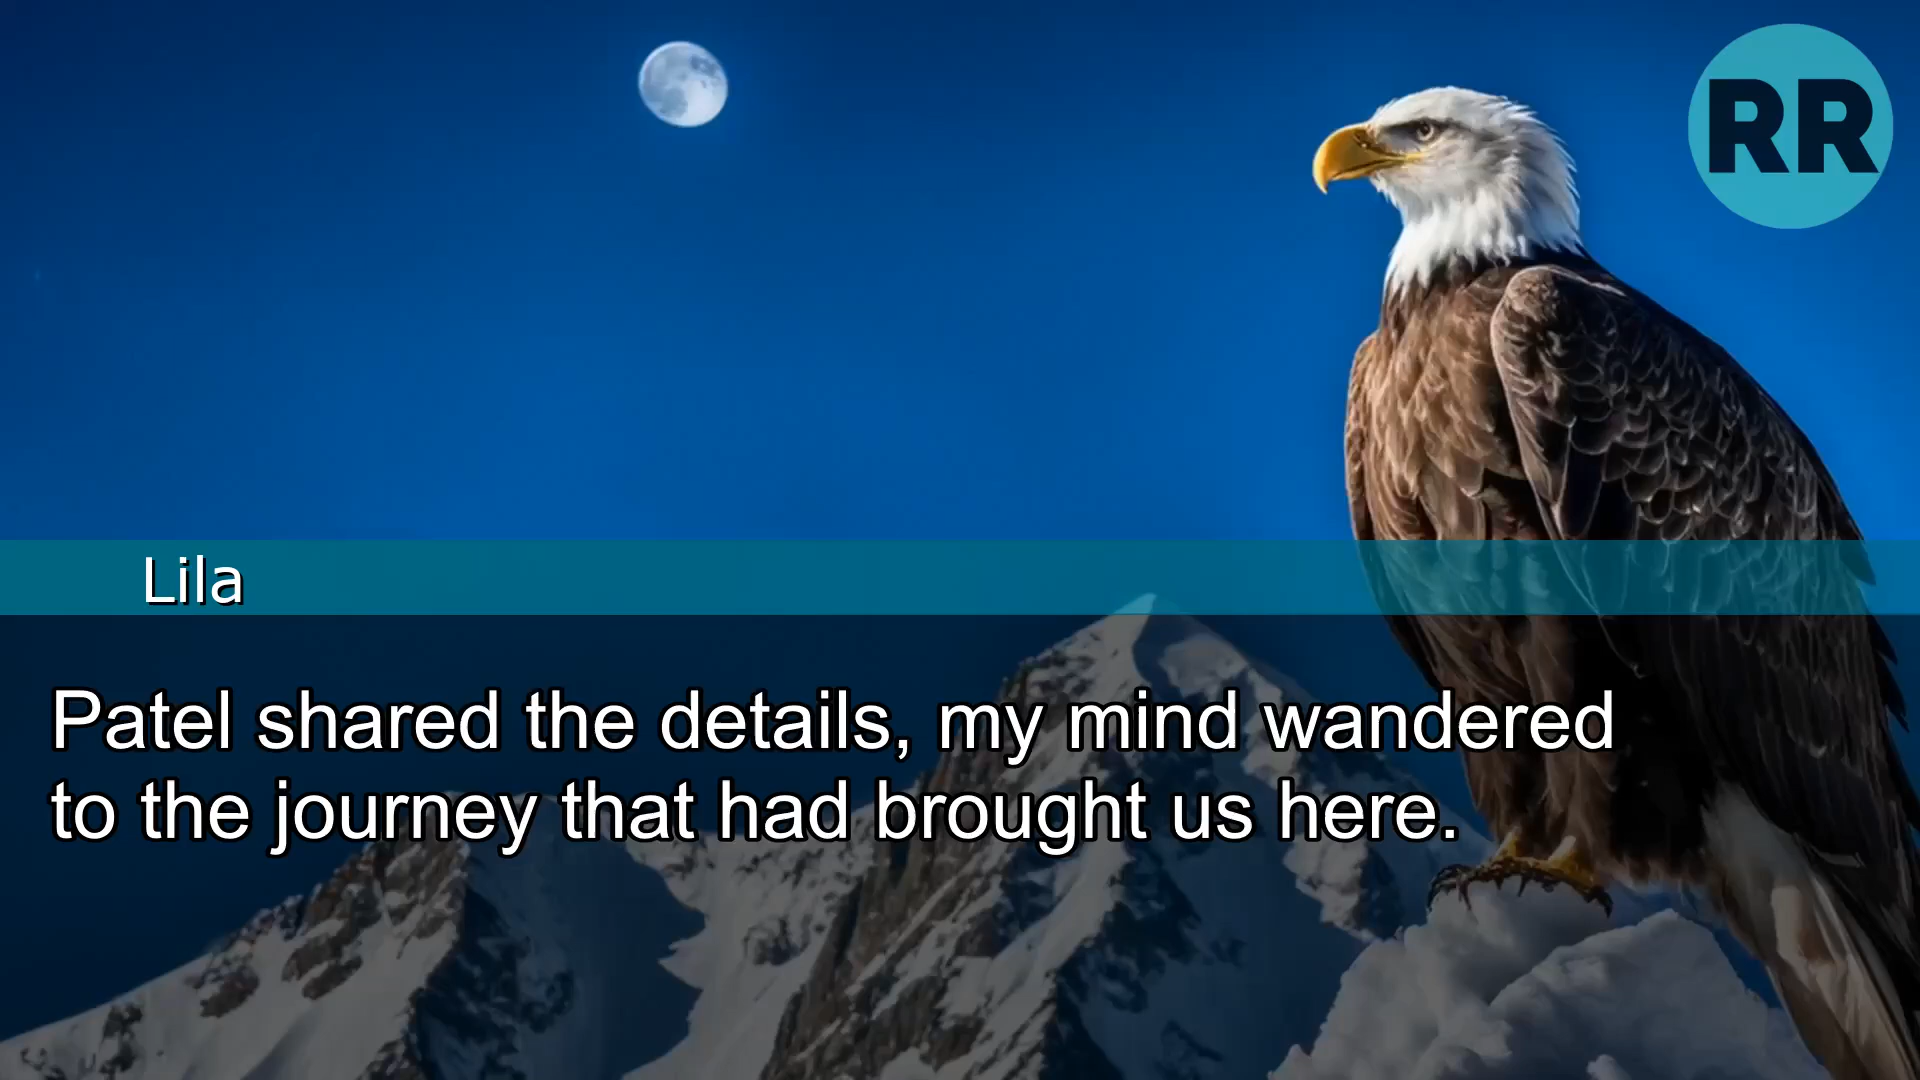 RR
Lila
Patel shared the details, my mind wandered
to the journey that had brought us here.